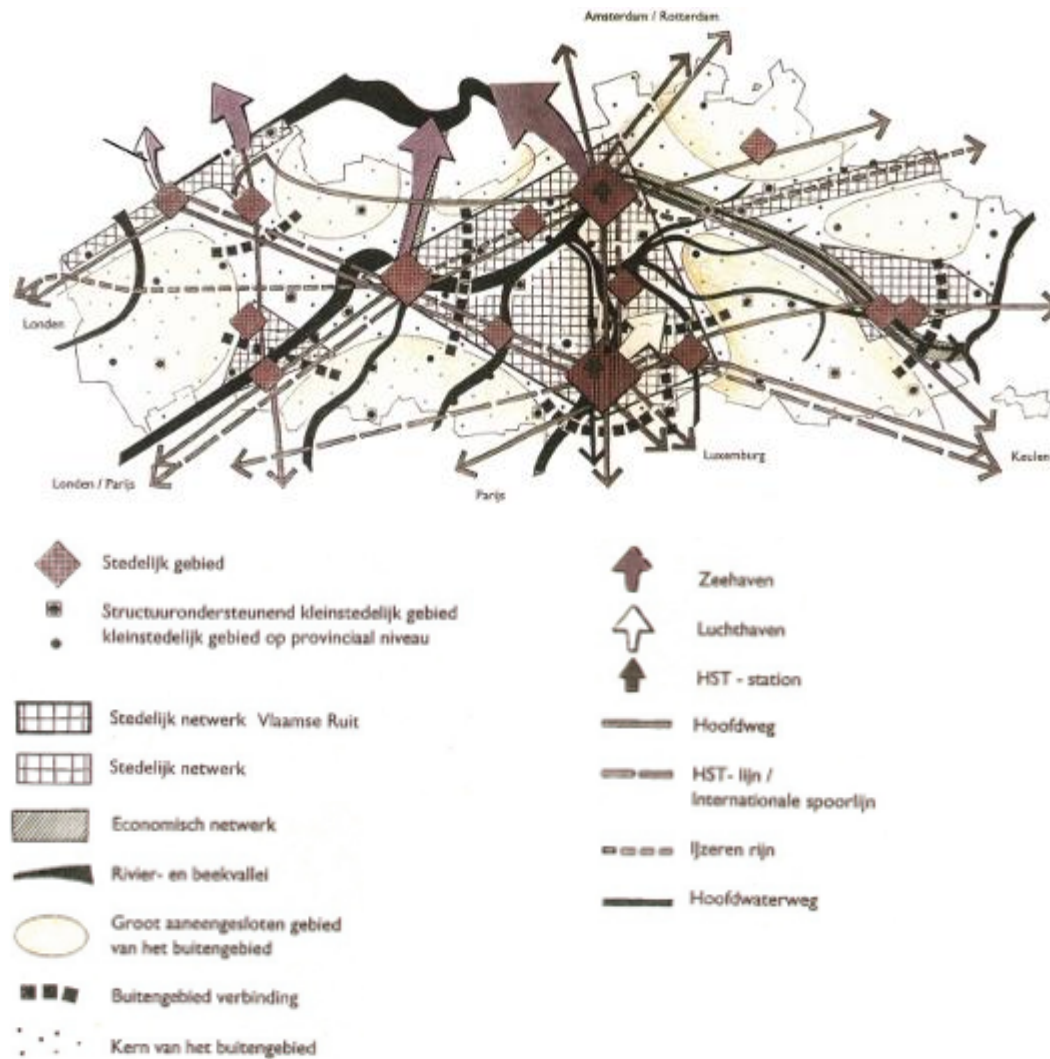 Amsterdam / Rotterdam
Londen
Londen / Parijs
Parijs
Luxemburg
Keulen
Stedelijk gebied
Structuurondersteunend kleinstedelijk gebied
kleinstedelijk gebied op provinciaal niveau
Stedelijk netwerk Vlaamse Ruit
Stedelijk netwerk
Economisch netwerk
Rivier- en beekvallei
Groot aaneengesloten gebied
van het buitengebied
Buitengebied verbinding
Kern van het buitengebied
Zeehaven
Luchthaven
HST - station
Hoofdweg
HST- lijn /
Internationale spoorlijn
IJzeren rijn
Hoofdwaterweg